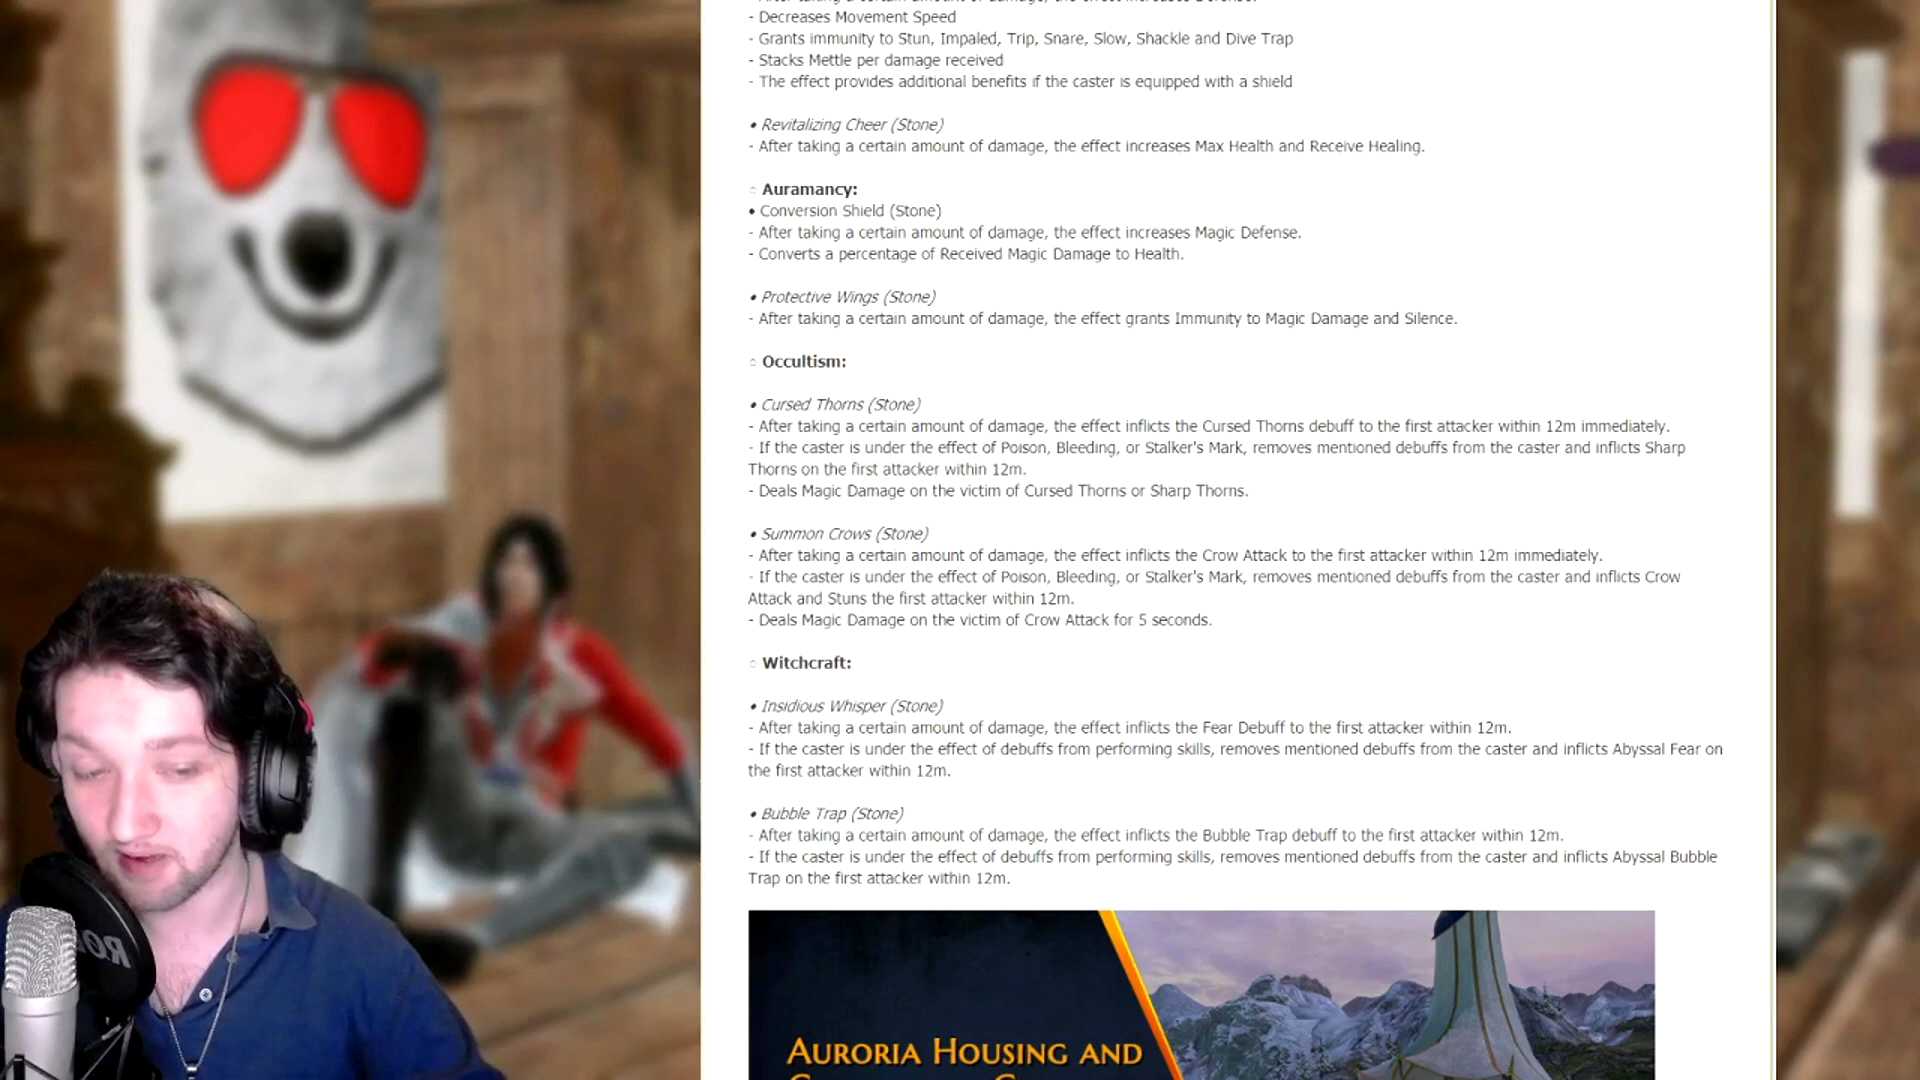 - Decreases Movement Speed
- Grants immunity to Stun, Impaled, Trip, Snare, Slow, Shackle and Dive Trap
- Stacks Mettle per damage received
- The effect provides additional benefits if the caster is equipped with a shield
• Revitalizing Cheer (Stone)
- After taking a certain amount of damage, the effect increases Max Health and Receive Healing.
○ Auramancy:
• Conversion Shield (Stone)
- After taking a certain amount of damage, the effect increases Magic Defense.
- Converts a percentage of Received Magic Damage to Health.
• Protective Wings (Stone)
- After taking a certain amount of damage, the effect grants Immunity to Magic Damage and Silence.
○ Occultism:
• Cursed Thorns (Stone)
- After taking a certain amount of damage, the effect inflicts the Cursed Thorns debuff to the first attacker within 12m immediately.
- If the caster is under the effect of Poison, Bleeding, or Stalker's Mark, removes mentioned debuffs from the caster and inflicts Sharp
Thorns on the first attacker within 12m.
- Deals Magic Damage on the victim of Cursed Thorns or Sharp Thorns.
• Summon Crows (Stone)
- After taking a certain amount of damage, the effect inflicts the Crow Attack to the first attacker within 12m immediately.
- If the caster is under the effect of Poison, Bleeding, or Stalker's Mark, removes mentioned debuffs from the caster and inflicts Crow
Attack and Stuns the first attacker within 12m.
- Deals Magic Damage on the victim of Crow Attack for 5 seconds.
○ Witchcraft:
• Insidious Whisper (Stone)
- After taking a certain amount of damage, the effect inflicts the Fear Debuff to the first attacker within 12m.
- If the caster is under the effect of debuffs from performing skills, removes mentioned debuffs from the caster and inflicts Abyssal Fear on
the first attacker within 12m.
• Bubble Trap (Stone)
- After taking a certain amount of damage, the effect inflicts the Bubble Trap debuff to the first attacker within 12m.
- If the caster is under the effect of debuffs from performing skills, removes mentioned debuffs from the caster and inflicts Abyssal Bubble
Trap on the first attacker within 12m.
AURORIA HOUSING AND